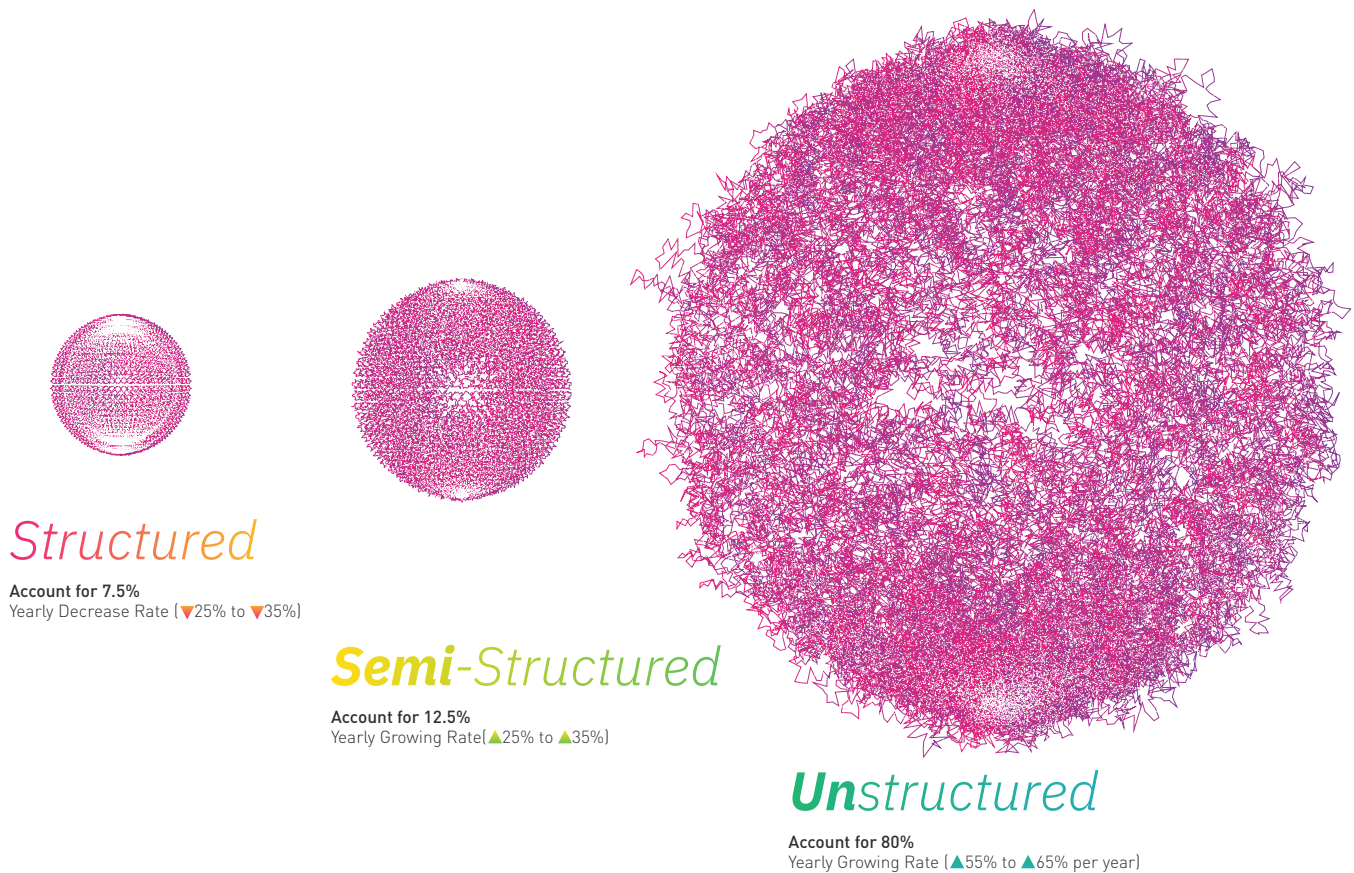 Structured
Account for 7.5%
Yearly Decrease Rate (▼25% to ▼35%)
Semi-Structured
Account for 12.5%
Yearly Growing Rate(▲25% to ▲35%)
Unstructured
Account for 80%
Yearly Growing Rate (▲55% to ▲65% per year)